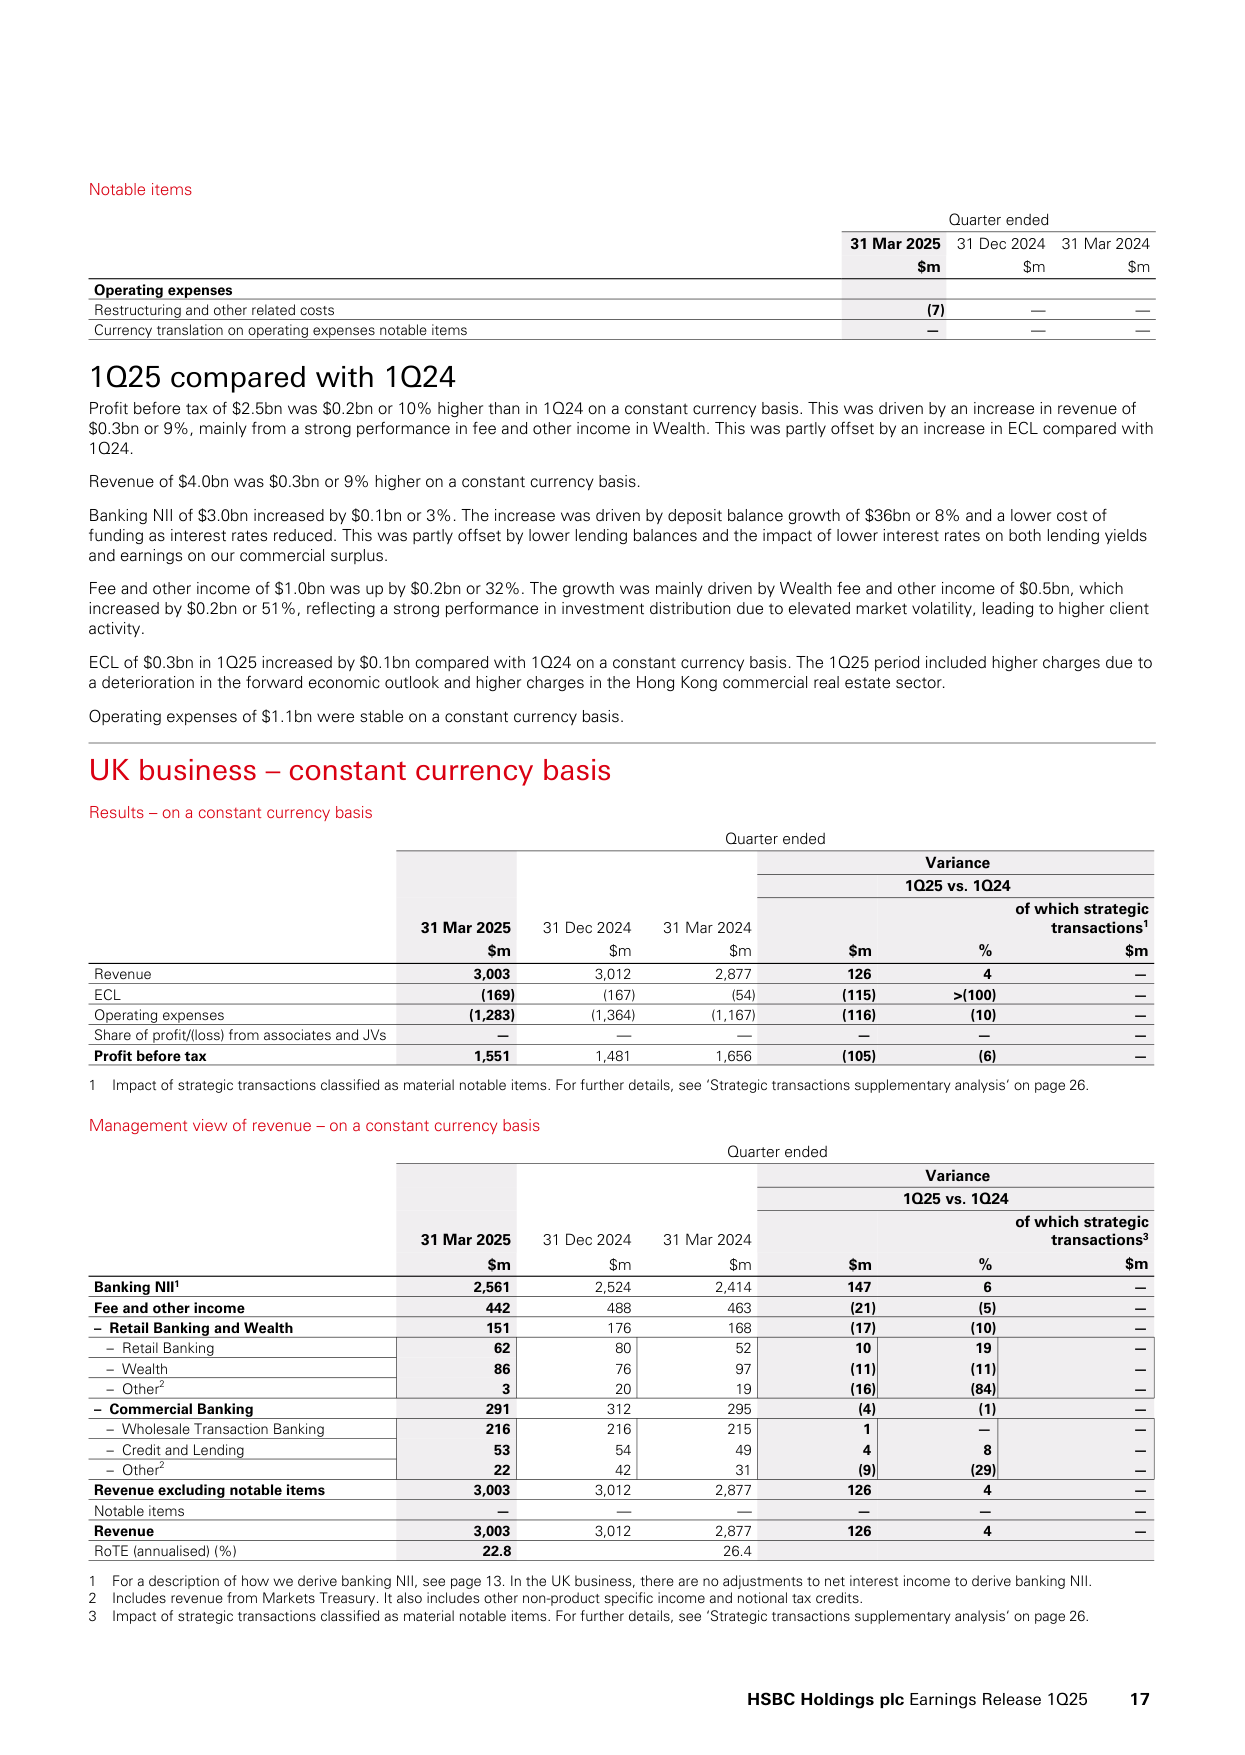 Notable items
Quarter ended
31 Mar 2025 31 Dec 2024 31 Mar 2024
$m $m $m
Operating expenses
Restructuring and other related costs (7) — —
Currency translation on operating expenses notable items — — —
1Q25 compared with 1Q24
Profit before tax of $2.5bn was $0.2bn or 10% higher than in 1Q24 on a constant currency basis. This was driven by an increase in revenue of
$0.3bn or 9%, mainly from a strong performance in fee and other income in Wealth. This was partly offset by an increase in ECL compared with
1Q24.
Revenue of $4.0bn was $0.3bn or 9% higher on a constant currency basis.
Banking NII of $3.0bn increased by $0.1bn or 3%. The increase was driven by deposit balance growth of $36bn or 8% and a lower cost of
funding as interest rates reduced. This was partly offset by lower lending balances and the impact of lower interest rates on both lending yields
and earnings on our commercial surplus.
Fee and other income of $1.0bn was up by $0.2bn or 32%. The growth was mainly driven by Wealth fee and other income of $0.5bn, which
increased by $0.2bn or 51%, reflecting a strong performance in investment distribution due to elevated market volatility, leading to higher client
activity.
ECL of $0.3bn in 1Q25 increased by $0.1bn compared with 1Q24 on a constant currency basis. The 1Q25 period included higher charges due to
a deterioration in the forward economic outlook and higher charges in the Hong Kong commercial real estate sector.
Operating expenses of $1.1bn were stable on a constant currency basis.
UK business – constant currency basis
Results – on a constant currency basis
Quarter ended
Variance
1Q25 vs. 1Q24
of which strategic
31 Mar 2025 31 Dec 2024 31 Mar 2024 transactions¹
$m $m $m $m % $m
Revenue 3,003 3,012 2,877 126 4 —
ECL (169) (167) (54) (115) >(100) —
Operating expenses (1,283) (1,364) (1,167) (116) (10) —
Share of profit/(loss) from associates and JVs — — — — — —
Profit before tax 1,551 1,481 1,656 (105) (6) —
1 Impact of strategic transactions classified as material notable items. For further details, see ‘Strategic transactions supplementary analysis’ on page 26.
Management view of revenue – on a constant currency basis
Quarter ended
Variance
1Q25 vs. 1Q24
of which strategic
31 Mar 2025 31 Dec 2024 31 Mar 2024 transactions³
$m $m $m $m % $m
Banking NII¹ 2,561 2,524 2,414 147 6 —
Fee and other income 442 488 463 (21) (5) —
– Retail Banking and Wealth 151 176 168 (17) (10) —
– Retail Banking 62 80 52 10 19 —
– Wealth 86 76 97 (11) (11) —
– Other² 3 20 19 (16) (84) —
– Commercial Banking 291 312 295 (4) (1) —
– Wholesale Transaction Banking 216 216 215 1 — —
– Credit and Lending 53 54 49 4 8 —
– Other² 22 42 31 (9) (29) —
Revenue excluding notable items 3,003 3,012 2,877 126 4 —
Notable items — — — — — —
Revenue 3,003 3,012 2,877 126 4 —
RoTE (annualised) (%) 22.8 26.4
1 For a description of how we derive banking NII, see page 13. In the UK business, there are no adjustments to net interest income to derive banking NII.
2 Includes revenue from Markets Treasury. It also includes other non-product specific income and notional tax credits.
3 Impact of strategic transactions classified as material notable items. For further details, see ‘Strategic transactions supplementary analysis’ on page 26.
HSBC Holdings plc Earnings Release 1Q25 17